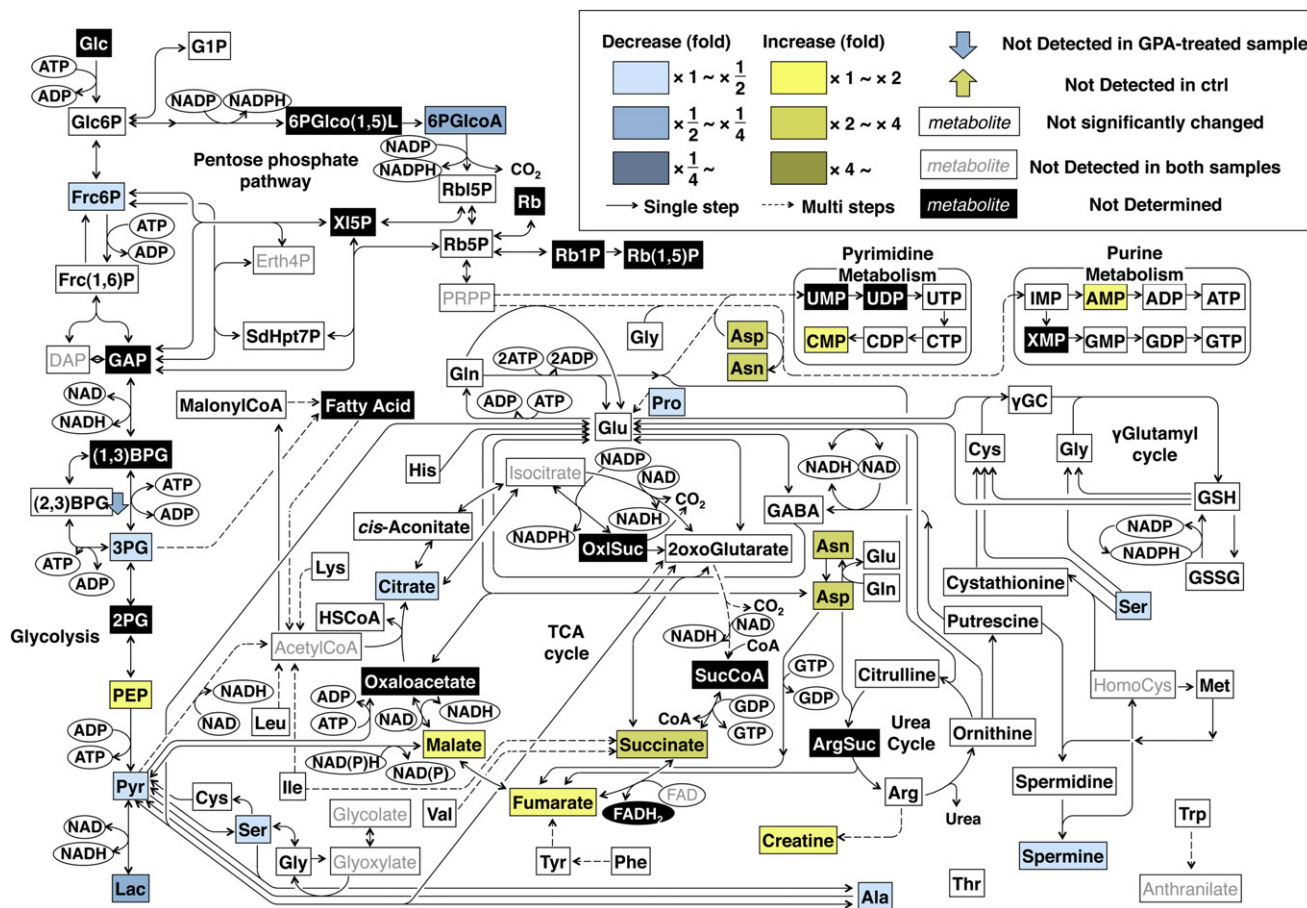 Decrease (fold)
Increase (fold)
Not Detected in GPA-treated sample
× 1 ~ × 1/2
× 1 ~ × 2
Not Detected in ctrl
× 1/2 ~ × 1/4
× 2 ~ × 4
metabolite
Not significantly changed
metabolite
Not Detected in both samples
× 1/4 ~
× 4 ~
metabolite
Not Determined
Single step
Multi steps
Glc
G1P
ATP
ADP
NADP
NADPH
Glc6P
6PGlco(1,5)L
6PGlcoA
NADP
NADPH
CO2
Pentose phosphate
pathway
Rbl5P
Rb
Frc6P
Xl5P
ATP
ADP
Rb5P
Rb1P
Rb(1,5)P
Erth4P
Frc(1,6)P
PRPP
SdHpt7P
DAP
GAP
Pyrimidine
Metabolism
UMP
UDP
UTP
CMP
CDP
CTP
Purine
Metabolism
IMP
AMP
ADP
ATP
XMP
GMP
GDP
GTP
Gly
Asp
Asn
Gln
2ATP
2ADP
ADP
ATP
Pro
Glu
NAD
NADH
MalonylCoA
Fatty Acid
γGC
Cys
Gly
γGlutamyl
cycle
His
(1,3)BPG
Isocitrate
NADP
NAD
CO2
NADH
NADPH
NADH
NAD
GABA
GSH
(2,3)BPG
ATP
ADP
cis-Aconitate
NADP
NADPH
3PG
ATP
ADP
OxlSuc
2oxoGlutarate
Asn
Glu
Gln
Asp
GSSG
Lys
Citrate
Cystathionine
Ser
2PG
HSCoA
Glycolysis
AcetylCoA
TCA
cycle
CO2
NAD
NADH
CoA
Putrescine
Oxaloacetate
SucCoA
GTP
GDP
Citrulline
HomoCys
Met
PEP
NADH
NAD
Leu
ADP
ATP
NAD
NADH
CoA
GDP
GTP
Urea
Cycle
Ornithine
ADP
ATP
Malate
Succinate
ArgSuc
NAD(P)H
NAD(P)
Pyr
Ile
Val
Fumarate
FAD
FADH2
Arg
Urea
Spermidine
Cys
Glycolate
Ser
NAD
NADH
Gly
Glyoxylate
Tyr
Phe
Creatine
Spermine
Trp
Lac
Ala
Thr
Anthranilate